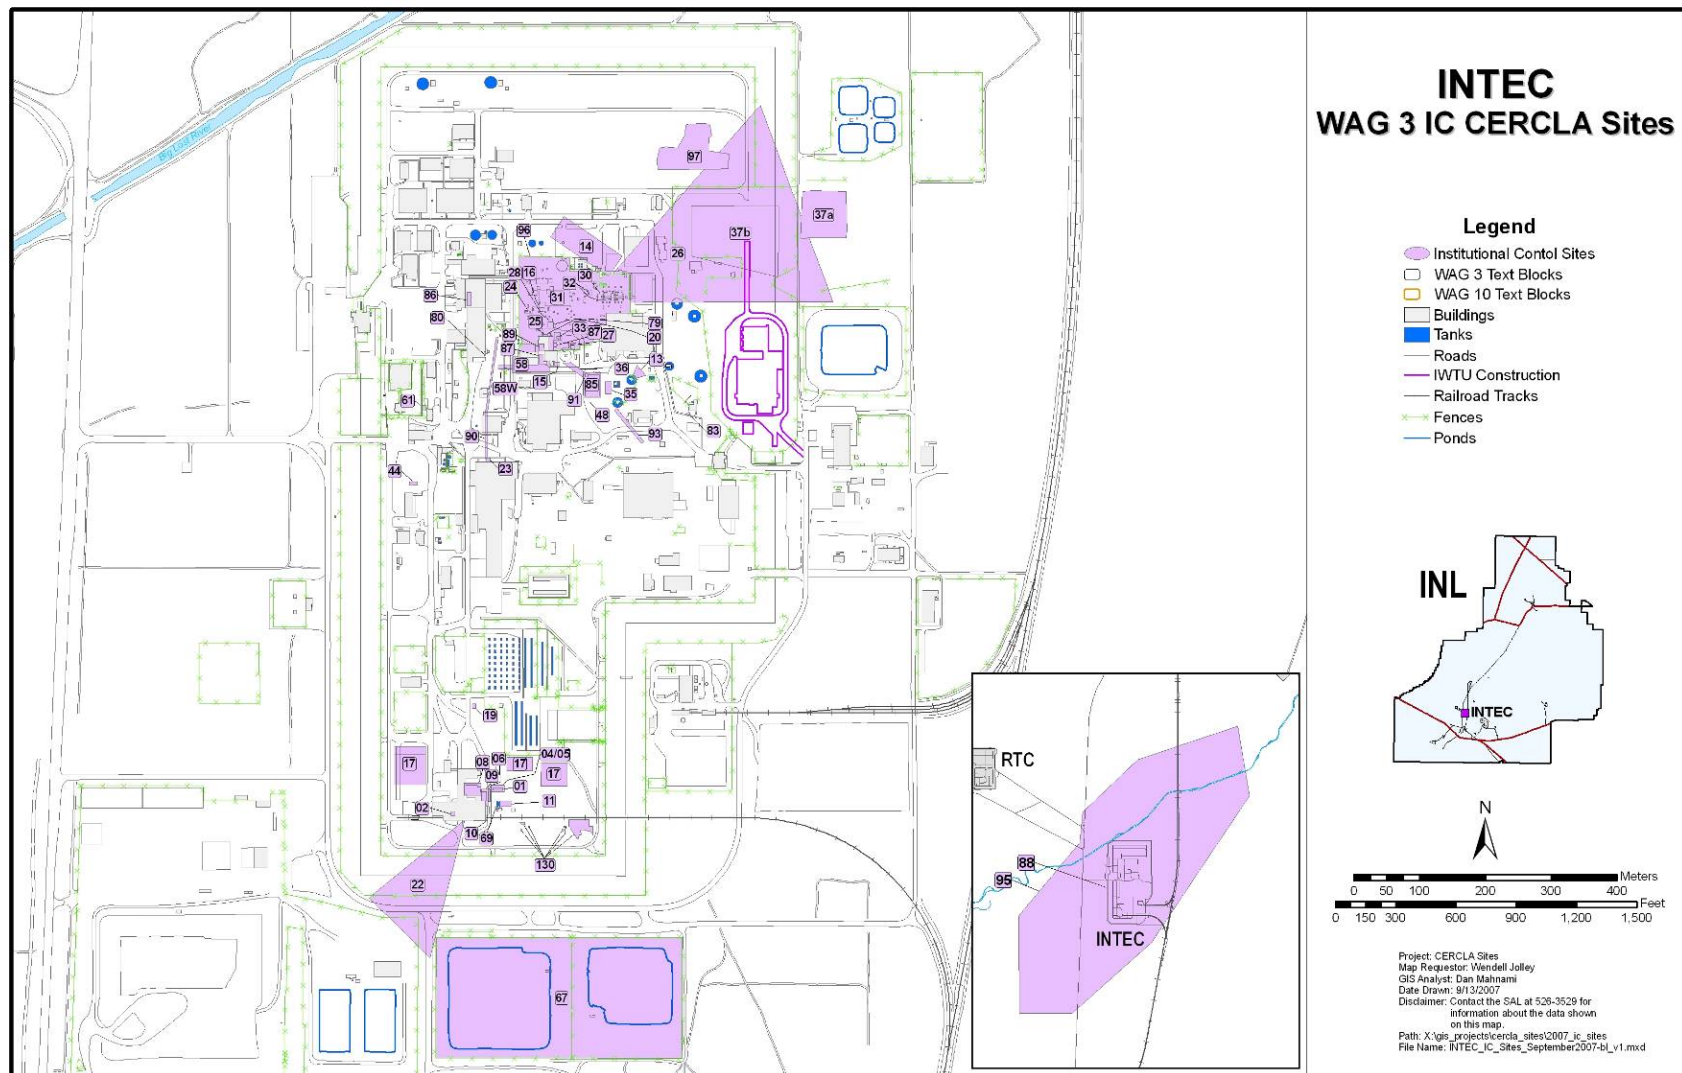 INTEC
WAG 3 IC CERCLA Sites
Legend
Institutional Contol Sites
WAG 3 Text Blocks
WAG 10 Text Blocks
Buildings
Tanks
Roads
IWTU Construction
Railroad Tracks
Fences
Ponds
Big Lost River
97
37a
37b
96
14
26
28
16
30
32
24
31
86
80
25
33
87
27
79
20
89
87
58
15
36
13
58W
85
35
91
48
61
93
83
90
23
44
19
04/05
06
08
17
17
17
09
01
02
11
10
69
130
22
67
RTC
88
95
INTEC
INL
INTEC
N
Meters
0 50 100 200 300 400
Feet
0 150 300 600 900 1,200 1,500
Project: CERCLA Sites
Map Requestor: Wendell Jolley
GIS Analyst: Dan Mahnami
Date Drawn: 9/13/2007
Disclaimer: Contact the SAL at 526-3529 for
information about the data shown
on this map.
Path: X:\gis_projects\cercla_sites\2007_ic_sites
File Name: INTEC_IC_Sites_September2007-bl_v1.mxd